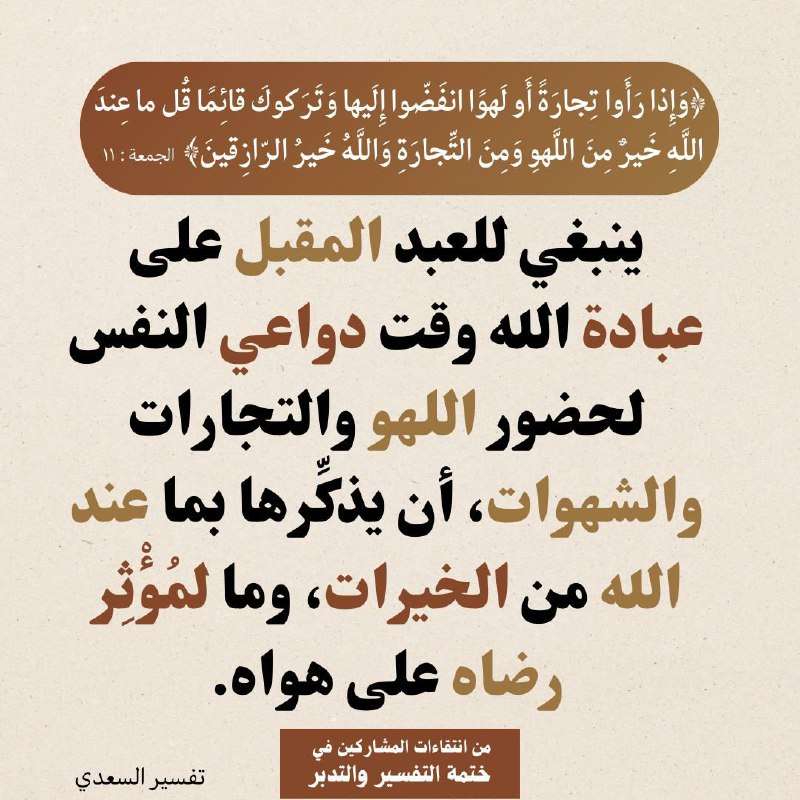 ﴿وَإِذا رَأَوا تِجارَةً أَو لَهوًا انفَضّوا إِلَيها وَتَرَكوكَ قائِمًا قُل ما عِندَ
اللَّهِ خَيرٌ مِنَ اللَّهوِ وَمِنَ التِّجارَةِ وَاللَّهُ خَيرُ الرّازِقينَ﴾ الجمعة : ١١
ينبغي للعبد المقبل على
عبادة الله وقت دواعي النفس
لحضور اللهو والتجارات
والشهوات، أن يذكِّرها بما عند
الله من الخيرات، وما لمُؤْثِر
رضاه على هواه.
من انتقاءات المشاركين في
ختمة التفسير والتدبر
تفسير السعدي